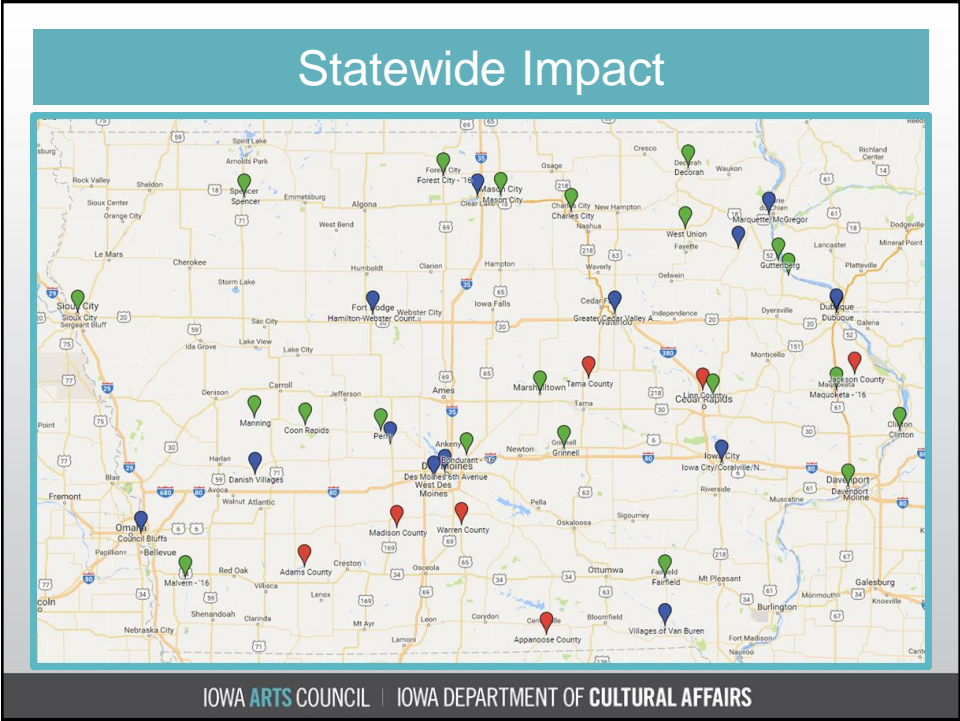 Statewide Impact
Spirit Lake
Arnolds Park
Rock Valley
Sheldon
Spencer
Spencer
Sioux Center
Orange City
Emmetsburg
Algona
West Bend
Forest City
Forest City - '16
Mason City
Mason City
Osage
Charles City
Charles City
New Hampton
Nashua
Cresco
Decorah
Decorah
Waukon
Richland Center
Marquette/McGregor
West Union
Fayette
Guttenberg
Lancaster
Platteville
Dodgeville
Mineral Point
Le Mars
Cherokee
Storm Lake
Humboldt
Clarion
Hampton
Waverly
Oelwein
Sioux City
Sioux City
Sergeant Bluff
Fort Dodge
Hamilton-Webster Count...
Webster City
Iowa Falls
Greater Cedar Valley A...
Waterloo
Independence
Dyersville
Dubuque
Dubuque
Galena
Sac City
Ida Grove
Lake View
Lake City
Monticello
Denison
Carroll
Jefferson
Ames
Marshalltown
Tama County
Tama
Linn County
Cedar Rapids
Jackson County
Maquoketa
Maquoketa - '16
Clinton
Clinton
Manning
Coon Rapids
Perry
Ankeny
Bondurant - '16
Des Moines
Des Moines 6th Avenue
West Des Moines
Newton
Grinnell
Grinnell
Iowa City
Iowa City/Coralville/N...
Davenport
Davenport
Moline
Point
Harlan
Danish Villages
Blair
Avoca
Walnut
Atlantic
Fremont
Omaha
Council Bluffs
Papillion
Bellevue
Madison County
Warren County
Pella
Oskaloosa
Sigourney
Riverside
Muscatine
Malvern - '16
Red Oak
Villisca
Adams County
Creston
Osceola
Ottumwa
Fairfield
Fairfield
Mt Pleasant
Galesburg
Monmouth
Knoxville
Burlington
Shenandoah
Clarinda
Lenox
Mt Ayr
Leon
Lamoni
Corydon
Centerville
Appanoose County
Bloomfield
Villages of Van Buren
Fort Madison
Nauvoo
Nebraska City
IOWA ARTS COUNCIL | IOWA DEPARTMENT OF CULTURAL AFFAIRS